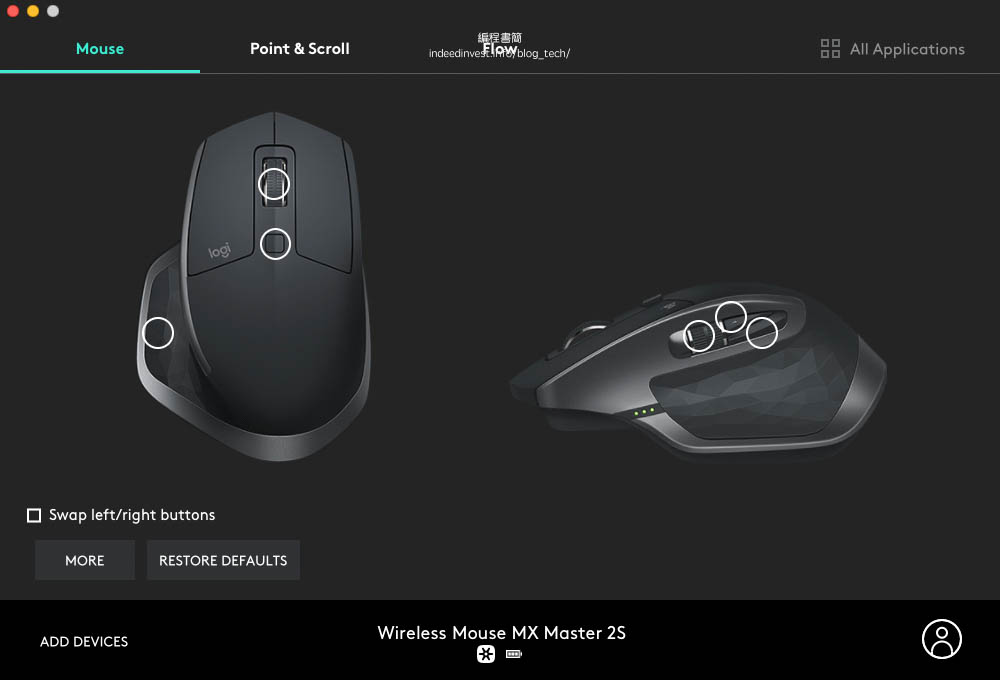 Mouse
Point & Scroll
Flow
編程書簡
indeedinvest.info/blog_tech/
All Applications
logi
Swap left/right buttons
MORE
RESTORE DEFAULTS
ADD DEVICES
Wireless Mouse MX Master 2S